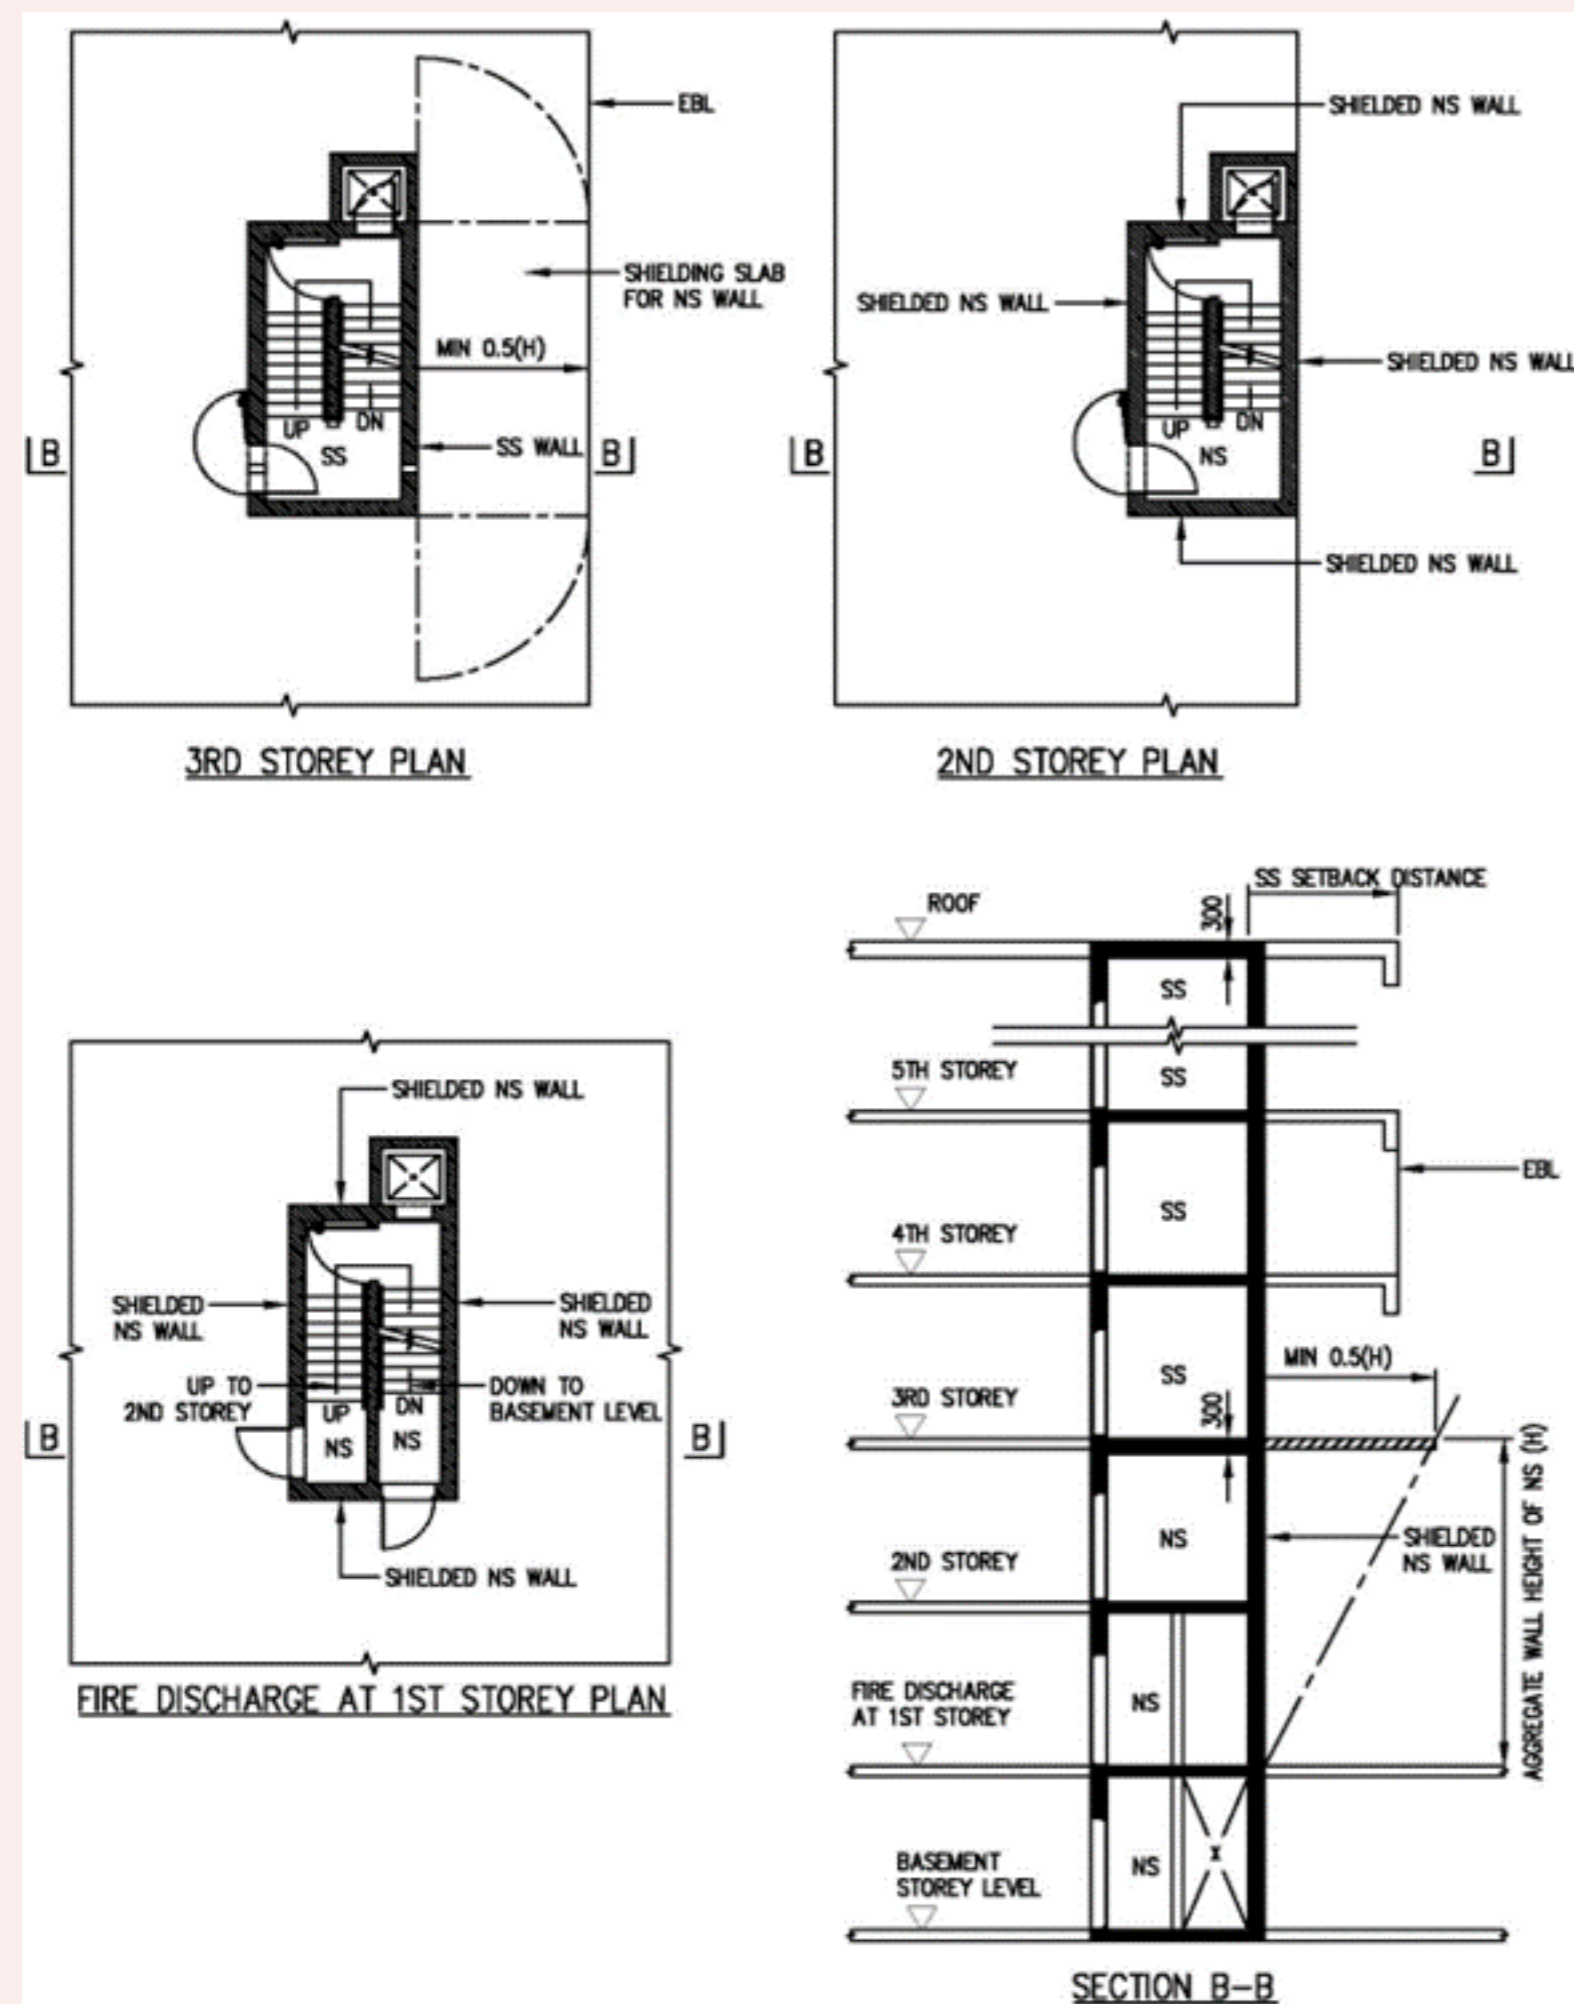 EBL
SHIELDING SLAB
FOR NS WALL
MIN 0.5(H)
UP
DN
SS
SS WALL
B
B
3RD STOREY PLAN
SHIELDED NS WALL
SHIELDED NS WALL
SHIELDED NS WALL
UP
DN
NS
B
B
SHIELDED NS WALL
2ND STOREY PLAN
SHIELDED NS WALL
SHIELDED
NS WALL
SHIELDED
NS WALL
UP TO
2ND STOREY
DOWN TO
BASEMENT LEVEL
UP
DN
NS
NS
B
B
SHIELDED NS WALL
FIRE DISCHARGE AT 1ST STOREY PLAN
SS SETBACK DISTANCE
ROOF
300
SS
5TH STOREY
SS
EBL
4TH STOREY
SS
MIN 0.5(H)
3RD STOREY
SS
300
AGGREGATE WALL HEIGHT OF NS (H)
SHIELDED
NS WALL
NS
2ND STOREY
FIRE DISCHARGE
AT 1ST STOREY
NS
BASEMENT
STOREY LEVEL
NS
X
SECTION B-B